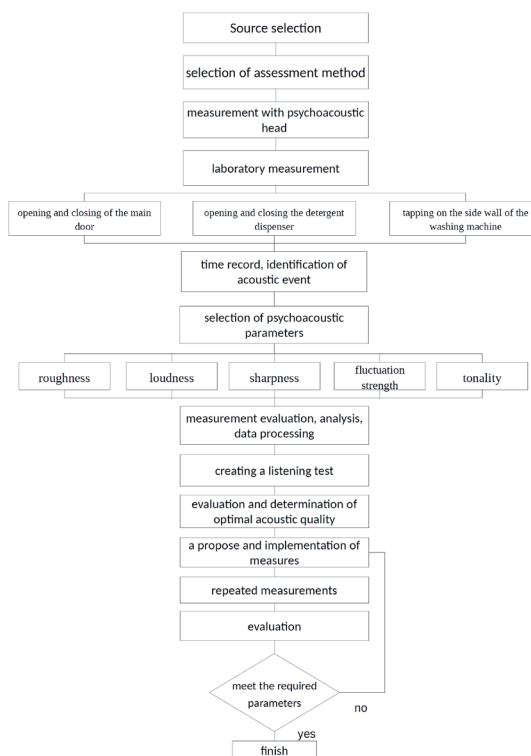 Source selection
selection of assessment method
measurement with psychoacoustic
head
laboratory measurement
opening and closing of the main
door
opening and closing the detergent
dispenser
tapping on the side wall of the
washing machine
time record, identification of
acoustic event
selection of psychoacoustic
parameters
roughness
loudness
sharpness
fluctuation
strength
tonality
measurement evaluation, analysis,
data processing
creating a listening test
evaluation and determination of
optimal acoustic quality
a propose and implementation of
measures
repeated measurements
evaluation
meet the required
parameters
no
yes
finish